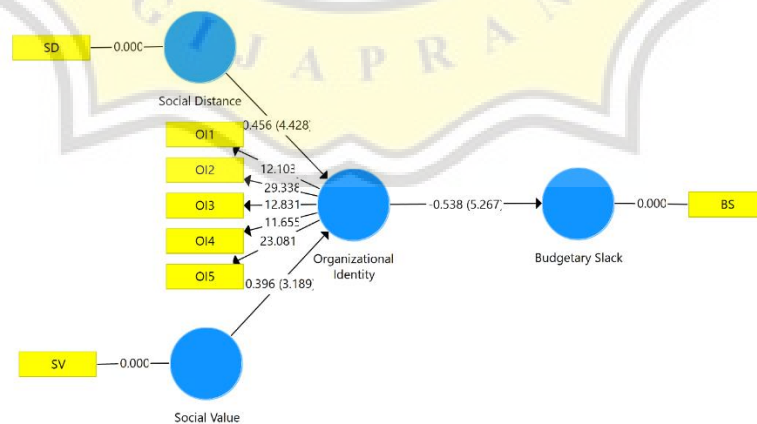 G I J A P R A N
SD
0.000
Social Distance
0.456 (4.428)
OI1
12.103
OI2
29.338
OI3
12.831
OI4
11.655
OI5
23.081
Organizational
Identity
-0.538 (5.267)
Budgetary Slack
0.000
BS
0.396 (3.189)
SV
0.000
Social Value